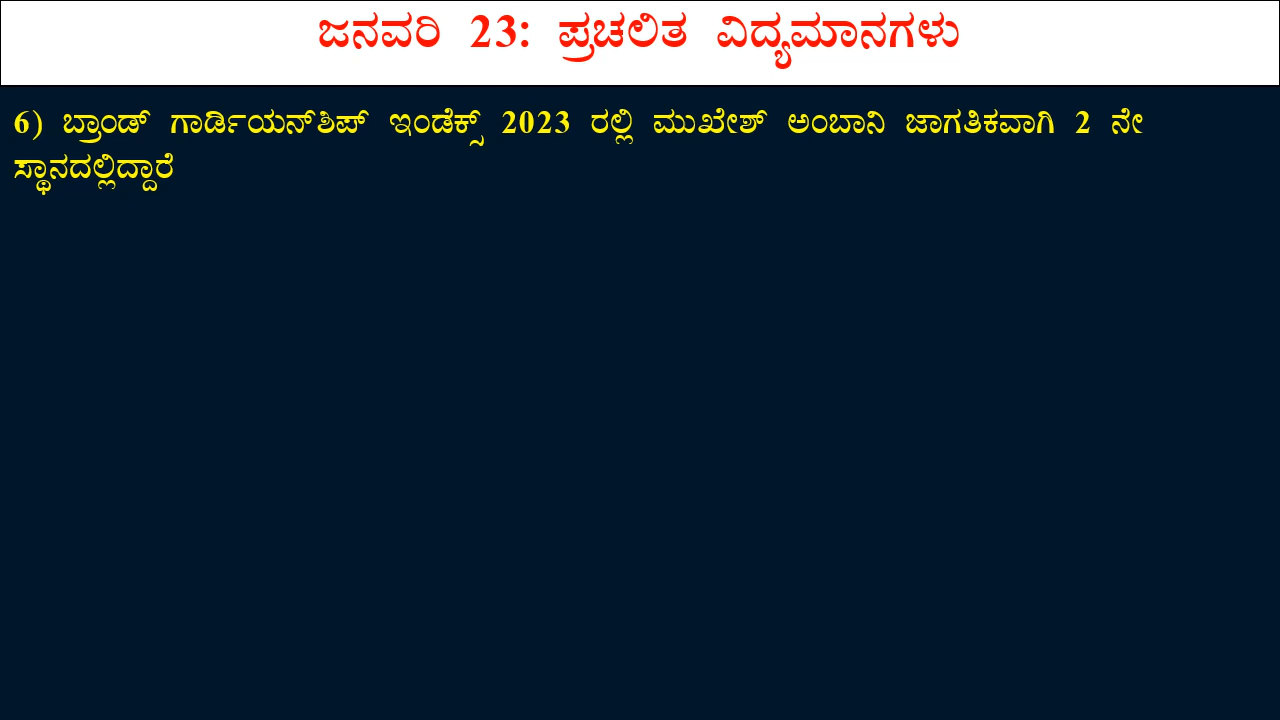 ಜನವರಿ 23: ಪ್ರಚಲಿತ ವಿದ್ಯಮಾನಗಳು
6) ಬ್ರಾಂಡ್ ಗಾರ್ಡಿಯನ್‌ಶಿಪ್ ಇಂಡೆಕ್ಸ್ 2023 ರಲ್ಲಿ ಮುಖೇಶ್ ಅಂಬಾನಿ ಜಾಗತಿಕವಾಗಿ 2 ನೇ
ಸ್ಥಾನದಲ್ಲಿದ್ದಾರೆ